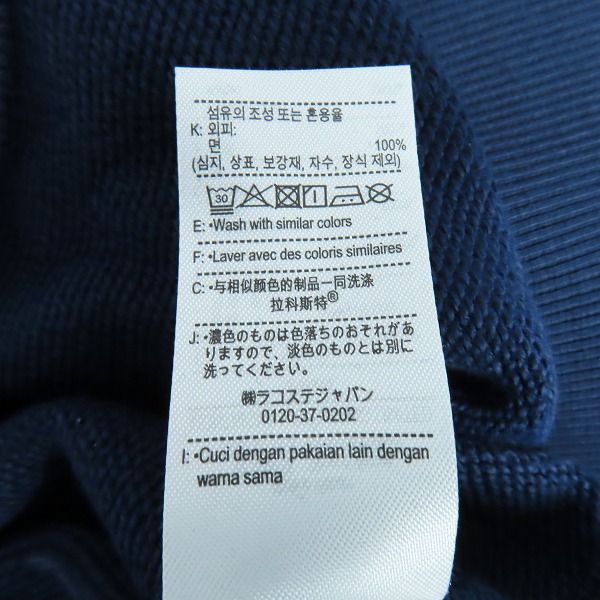 섬유의 조성 또는 혼용율
K: 외피:
면 100%
(심지, 상표, 보강재, 자수, 장식 제외)
30
E: •Wash with similar colors
F: •Laver avec des coloris similaires
C: •与相似颜色的制品一同洗涤
拉科斯特®
J: •濃色のものは色落ちのおそれがあ
りますので、淡色のものとは別に
洗ってください。
㈱ラコステジャパン
0120-37-0202
I: •Cuci dengan pakaian lain dengan
warna sama